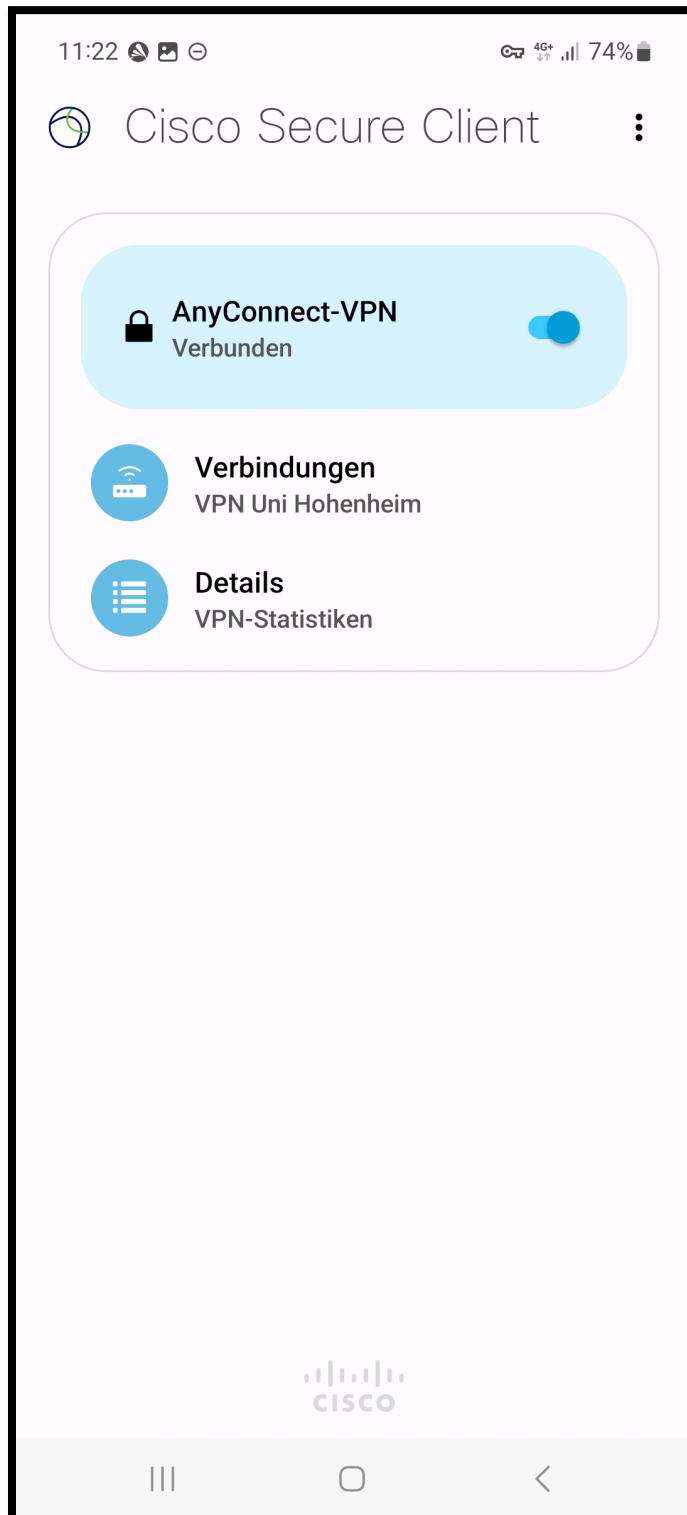 11:22 4G+ 74%
Cisco Secure Client
AnyConnect-VPN
Verbunden
Verbindungen
VPN Uni Hohenheim
Details
VPN-Statistiken
CISCO